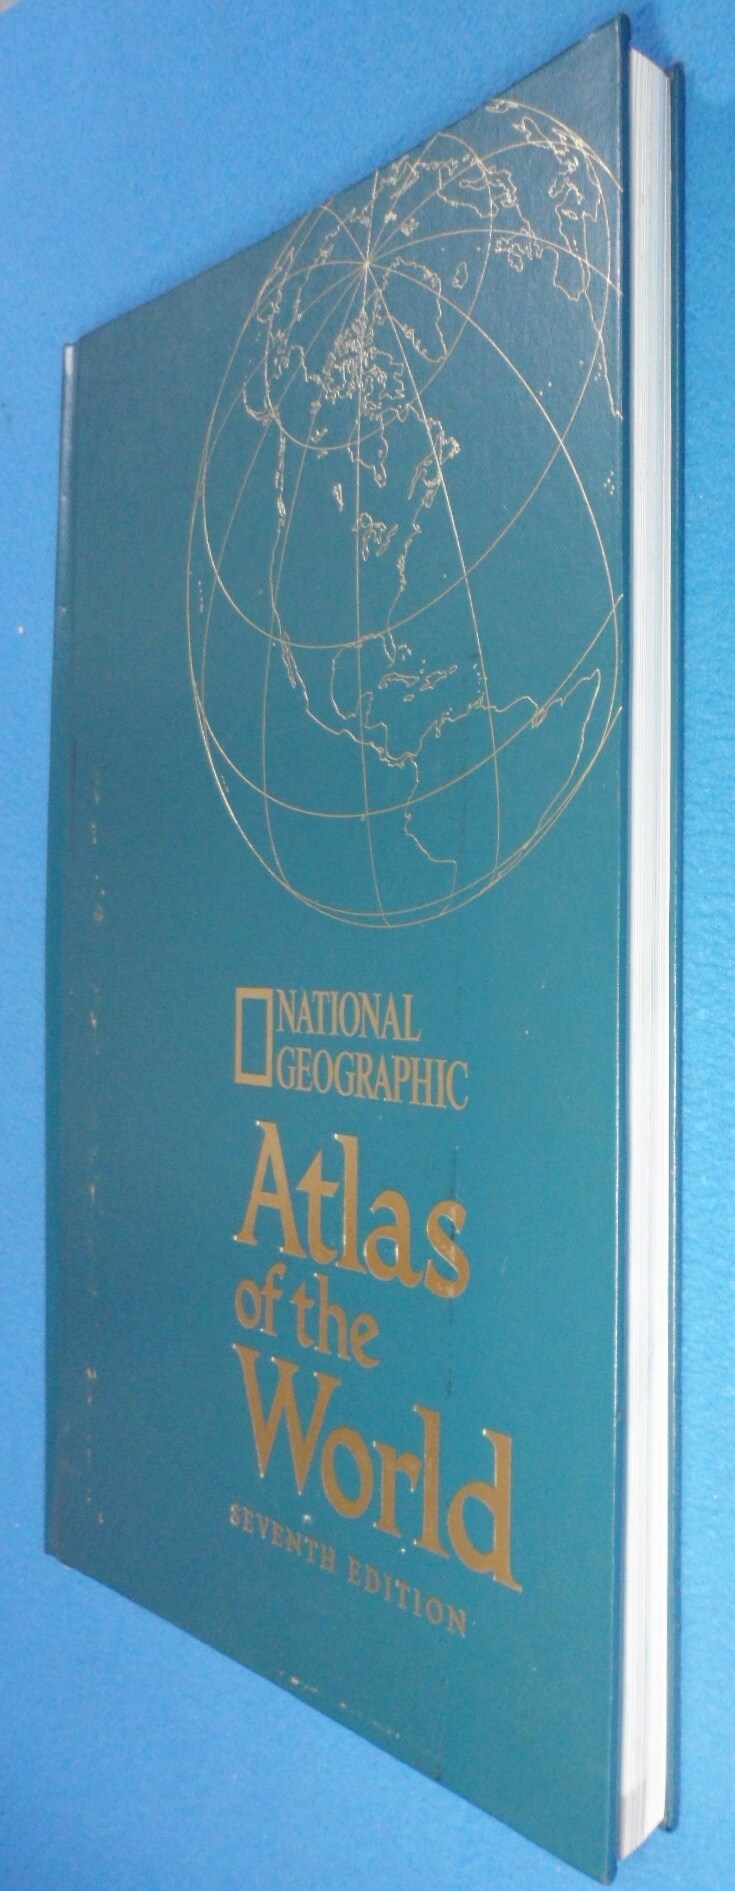 NATIONAL
GEOGRAPHIC
Atlas
of the
World
SEVENTH EDITION